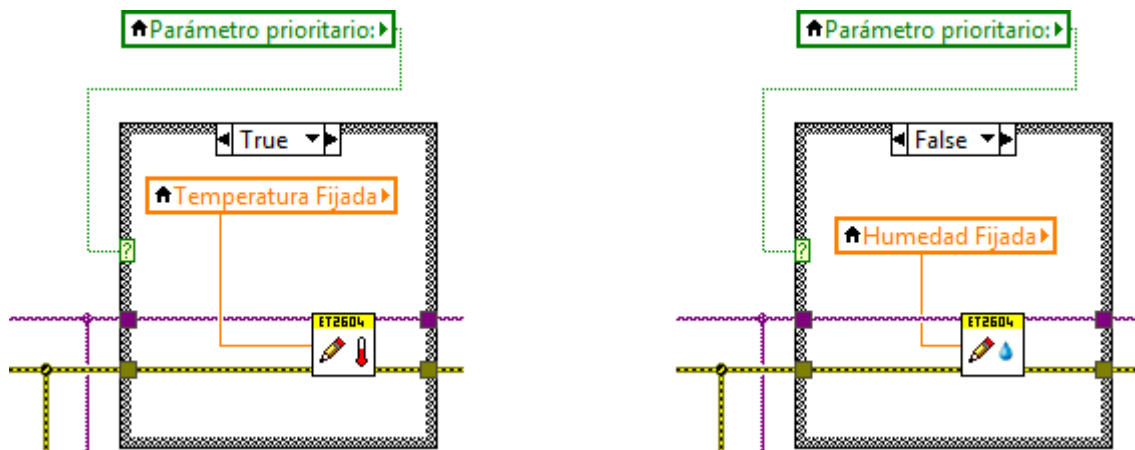 Parámetro prioritario:
True
Temperatura Fijada
?
ET2604
Parámetro prioritario:
False
Humedad Fijada
?
ET2604